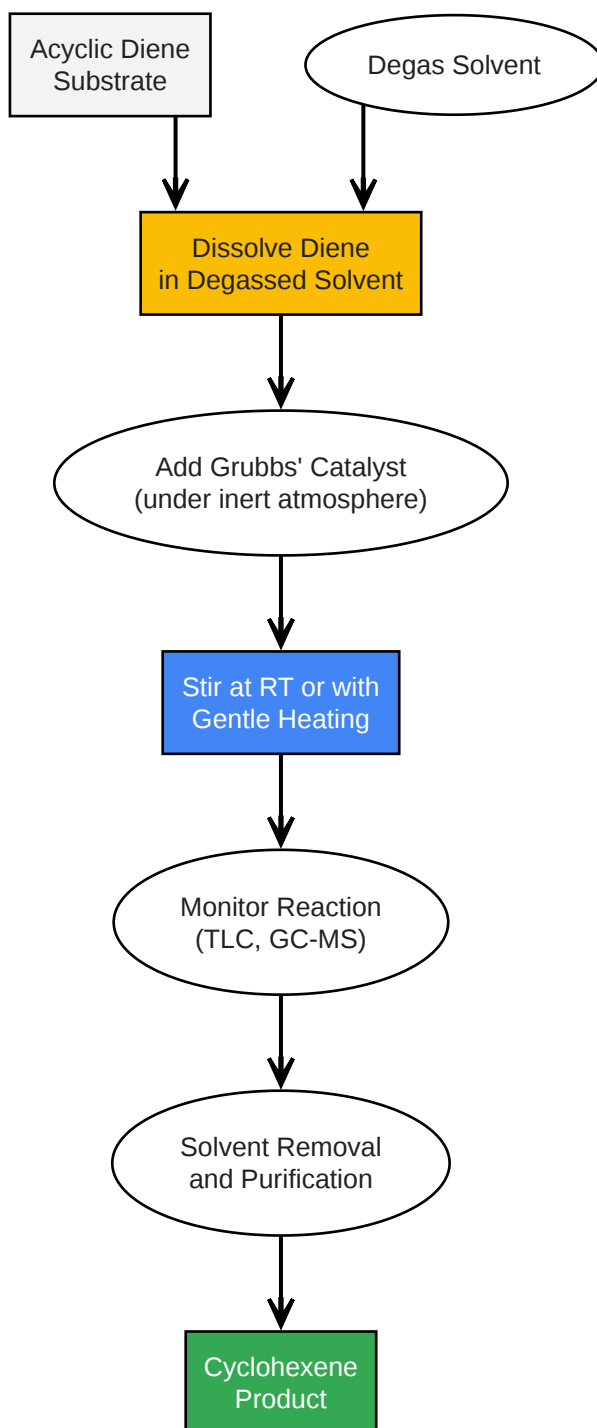 Acyclic Diene
Substrate
Degas Solvent
Dissolve Diene
in Degassed Solvent
Add Grubbs' Catalyst
(under inert atmosphere)
Stir at RT or with
Gentle Heating
Monitor Reaction
(TLC, GC-MS)
Solvent Removal
and Purification
Cyclohexene
Product